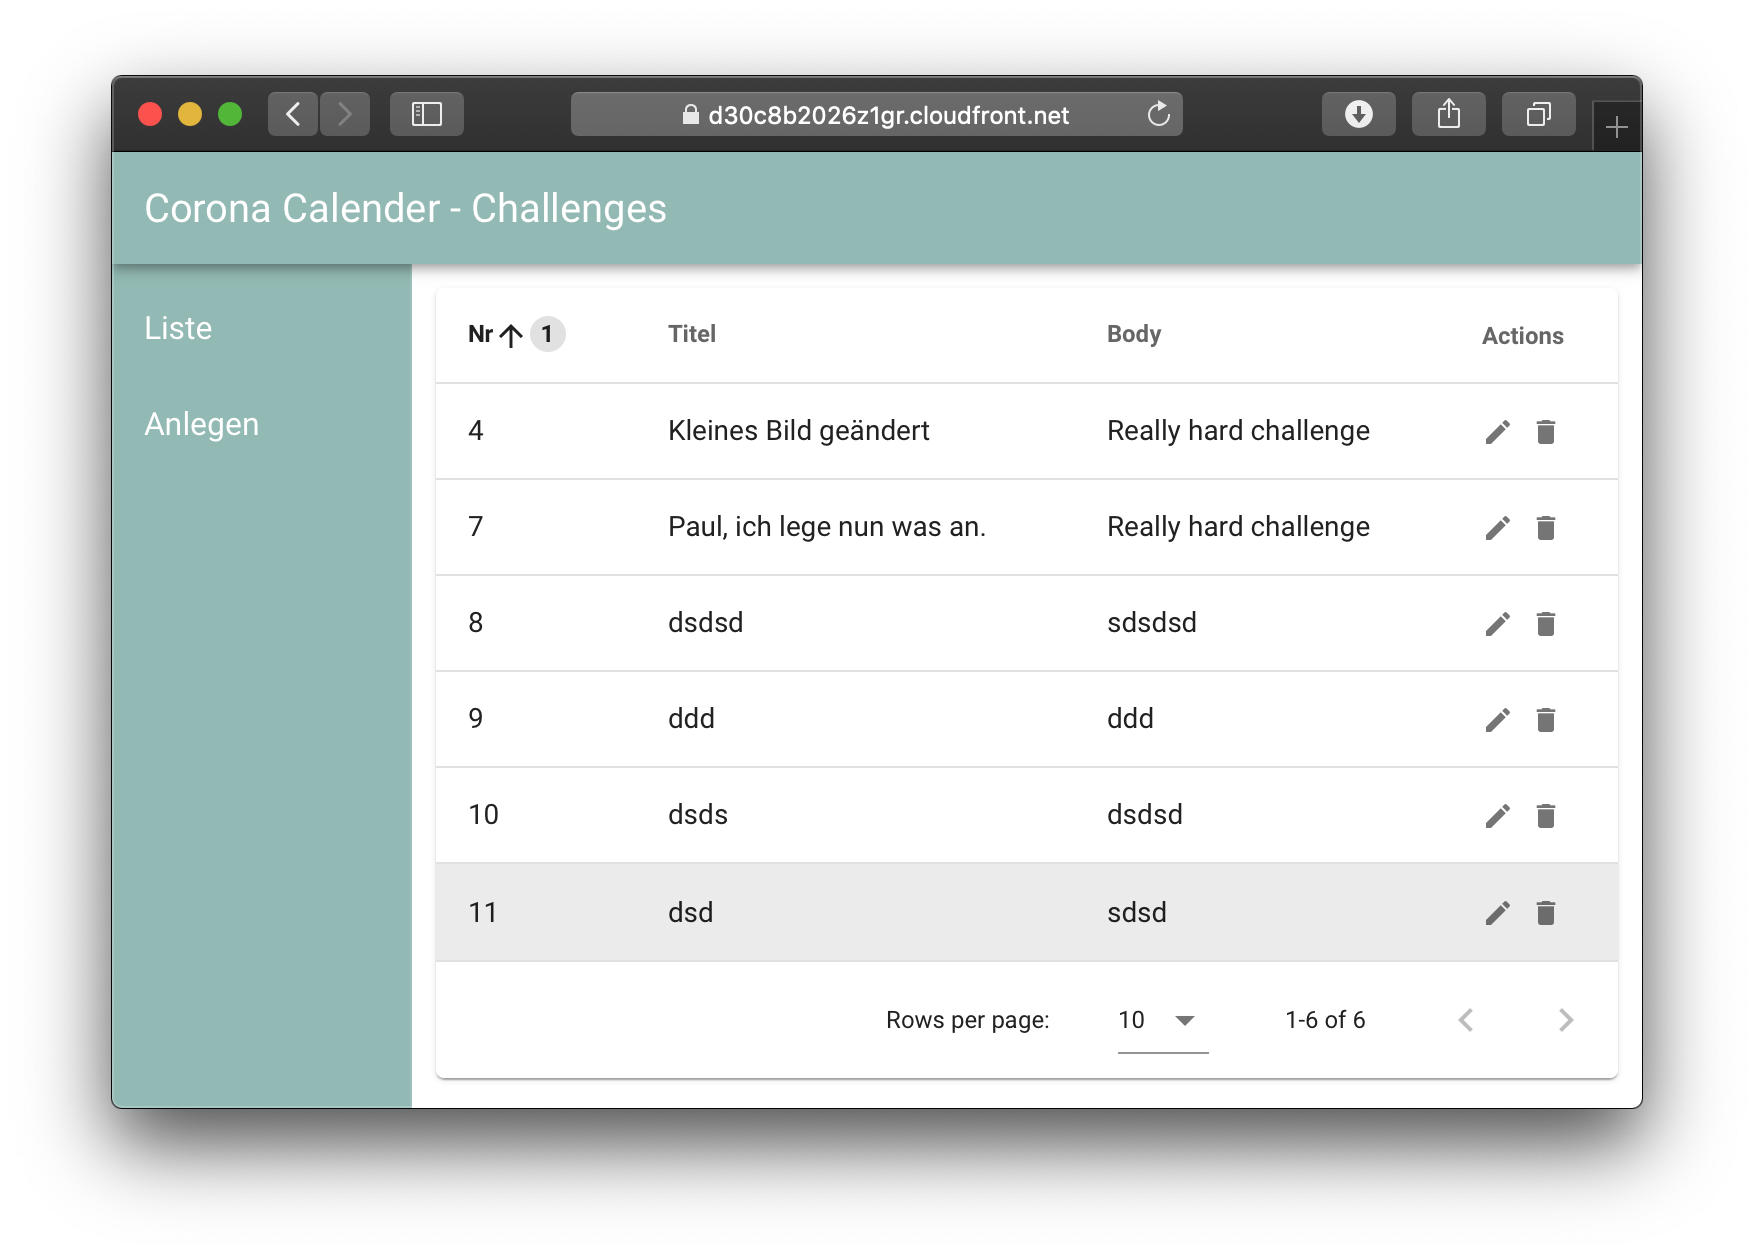 d30c8b2026z1gr.cloudfront.net
Corona Calender - Challenges
Liste
Anlegen
Nr 1 Titel Body Actions
4 Kleines Bild geändert Really hard challenge
7 Paul, ich lege nun was an. Really hard challenge
8 dsdsd sdsdsd
9 ddd ddd
10 dsds dsdsd
11 dsd sdsd
Rows per page: 10 1-6 of 6